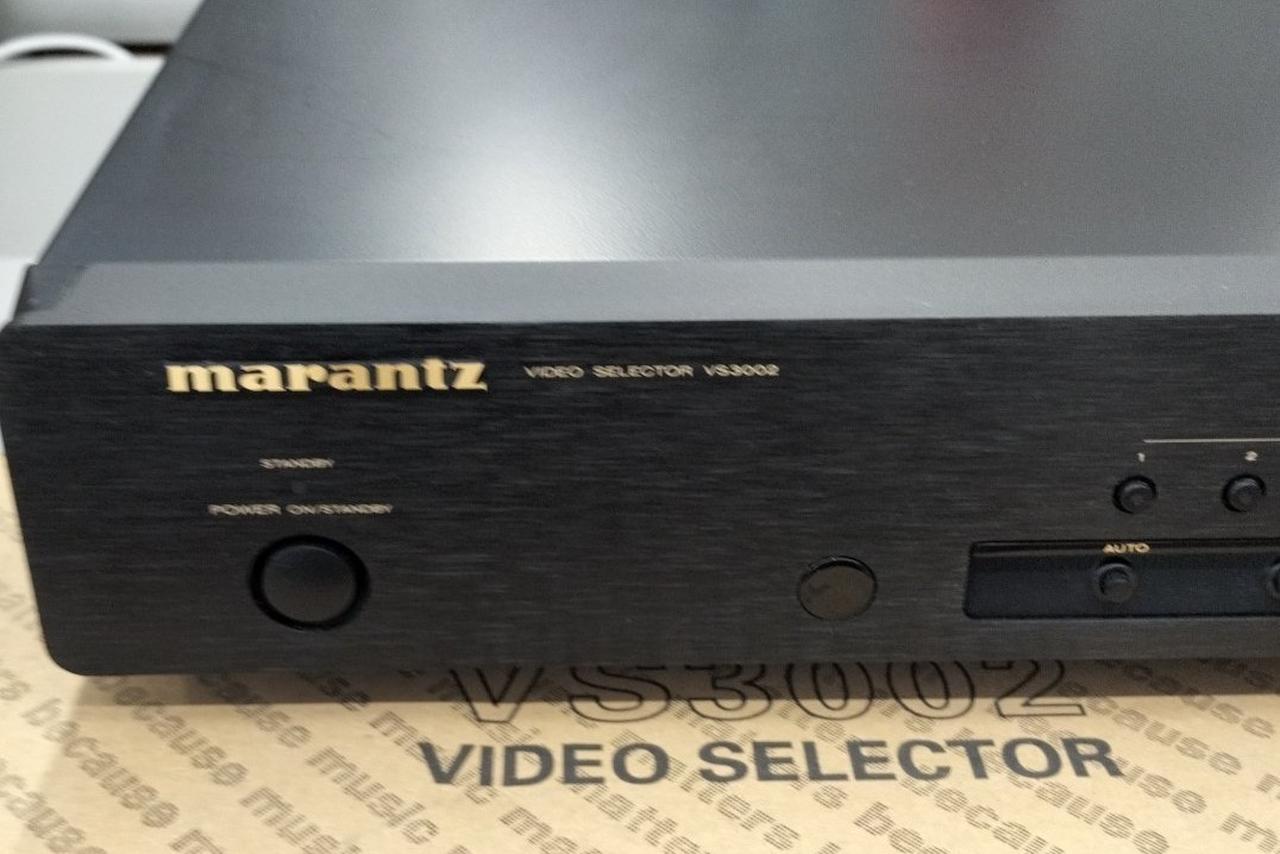 marantz VIDEO SELECTOR VS3002
STANDBY
POWER ON/STANDBY
1 2
AUTO
VS3002
VIDEO SELECTOR
because music matters